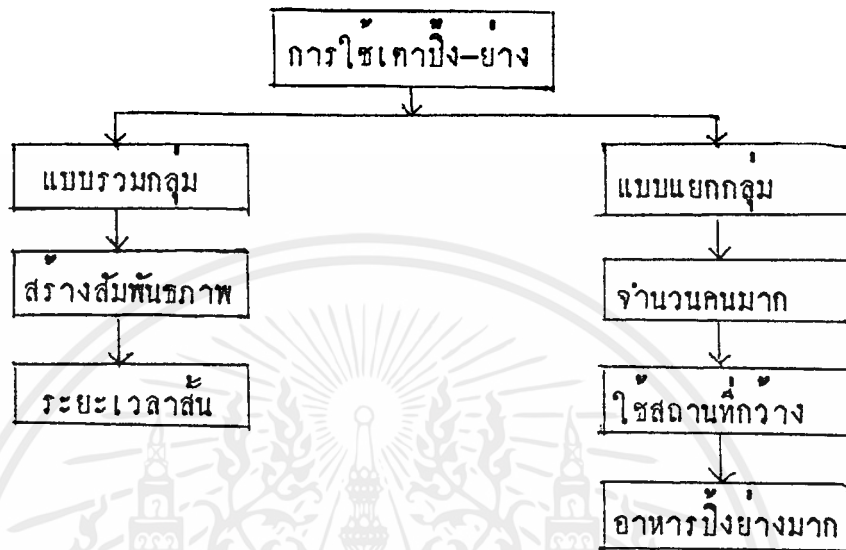 การใช้เตาปิ้ง-ย่าง
แบบรวมกลุ่ม
สร้างสัมพันธภาพ
ระยะเวลาสั้น
แบบแยกกลุ่ม
จำนวนคนมาก
ใช้สถานที่กว้าง
อาหารปิ้งย่างมาก